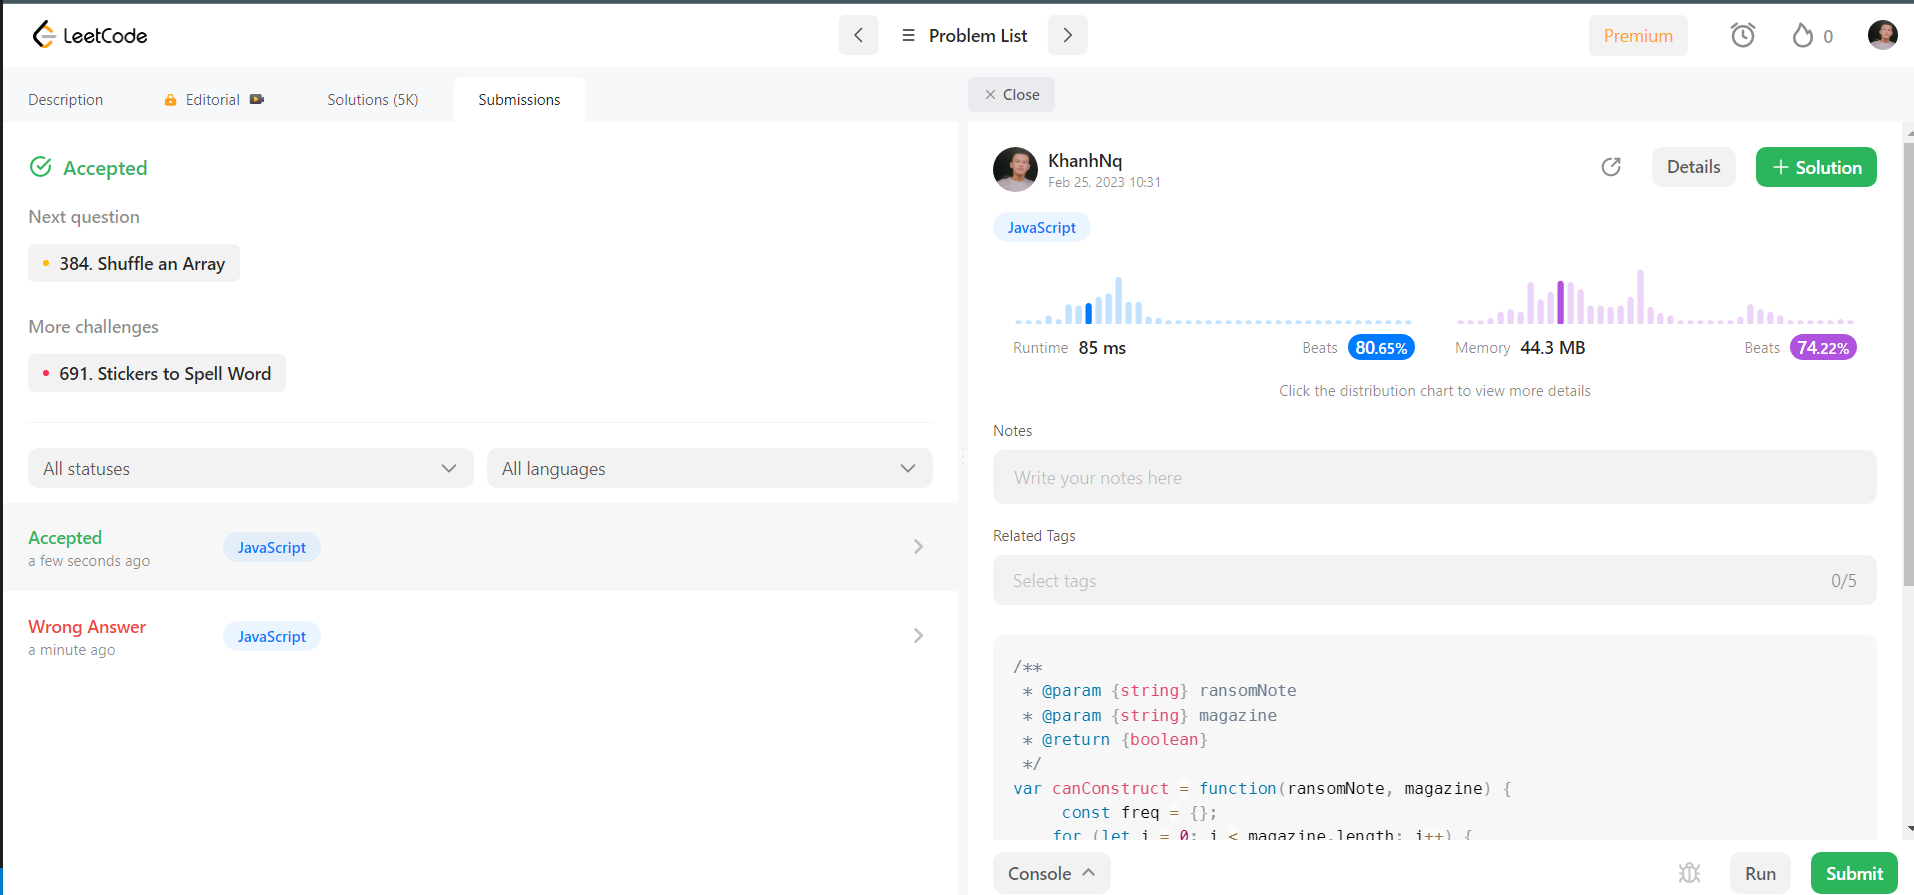 LeetCode
Problem List
Premium
0
Description
Editorial
Solutions (5K)
Submissions
Close
Accepted
Next question
384. Shuffle an Array
More challenges
691. Stickers to Spell Word
All statuses
All languages
Accepted
a few seconds ago
JavaScript
Wrong Answer
a minute ago
JavaScript
KhanhNq
Feb 25, 2023 10:31
Details
+ Solution
JavaScript
Runtime 85 ms
Beats 80.65%
Memory 44.3 MB
Beats 74.22%
Click the distribution chart to view more details
Notes
Write your notes here
Related Tags
Select tags
0/5
/**
 * @param {string} ransomNote
 * @param {string} magazine
 * @return {boolean}
 */
var canConstruct = function(ransomNote, magazine) {
     const freq = {};
    for (let i = 0; i < magazine.length; i++) {
Console
Run
Submit